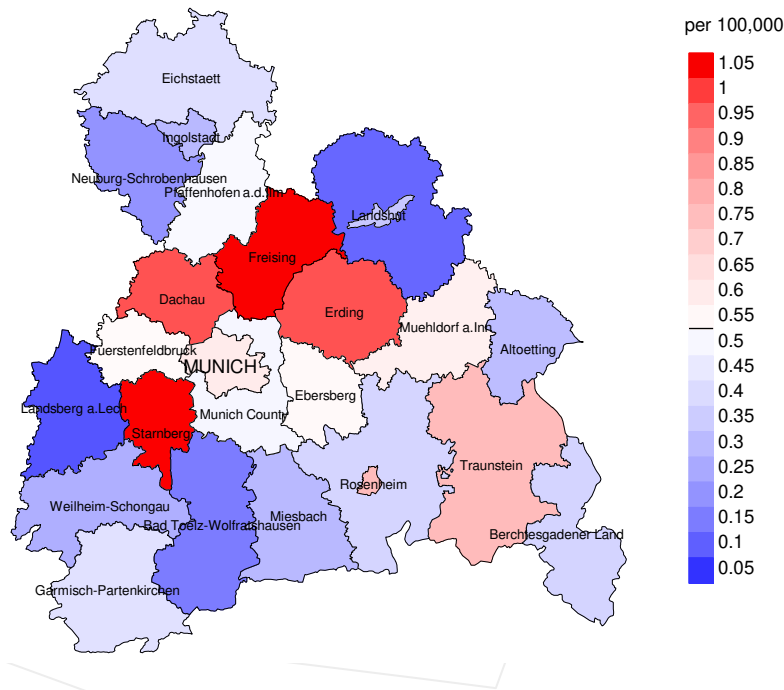 per 100,000
1.05
1
0.95
0.9
0.85
0.8
0.75
0.7
0.65
0.6
0.55
0.5
0.45
0.4
0.35
0.3
0.25
0.2
0.15
0.1
0.05
Eichstaett
Ingolstadt
Neuburg-Schrobenhausen
Pfaffenhofen a.d.Ilm
Landshut
Freising
Dachau
Erding
Muehldorf a.Inn
Altoetting
Fuerstenfeldbruck
MUNICH
Ebersberg
Landsberg a.Lech
Munich County
Starnberg
Traunstein
Rosenheim
Weilheim-Schongau
Miesbach
Bad Toelz-Wolfratshausen
Berchtesgadener Land
Garmisch-Partenkirchen